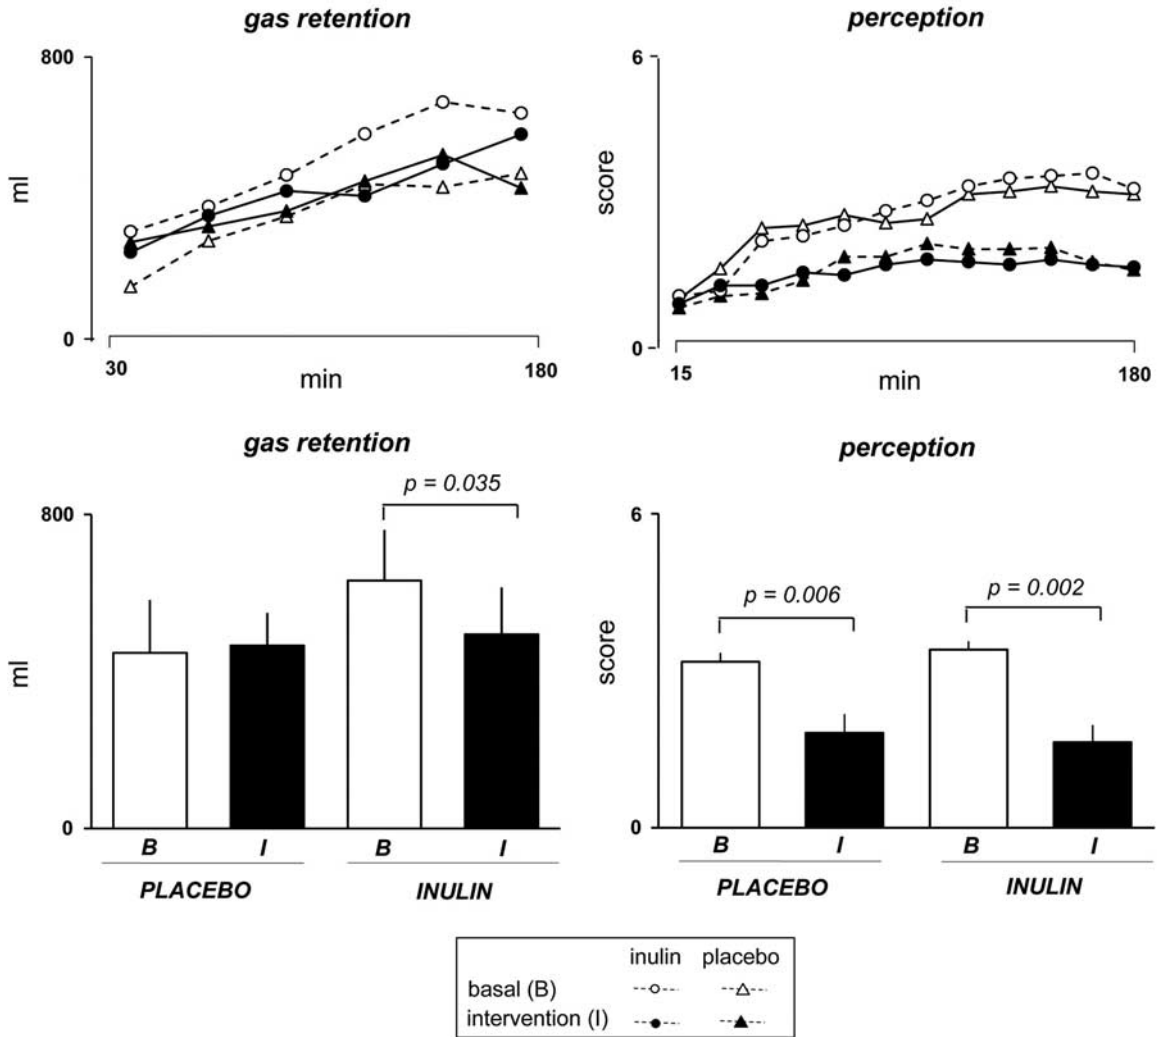 gas retention
800
ml
0
30
min
180
perception
6
score
0
15
min
180
gas retention
p = 0.035
800
ml
0
B
I
B
I
PLACEBO
INULIN
perception
6
p = 0.006
p = 0.002
score
0
B
I
B
I
PLACEBO
INULIN
inulin placebo
basal (B)
intervention (I)